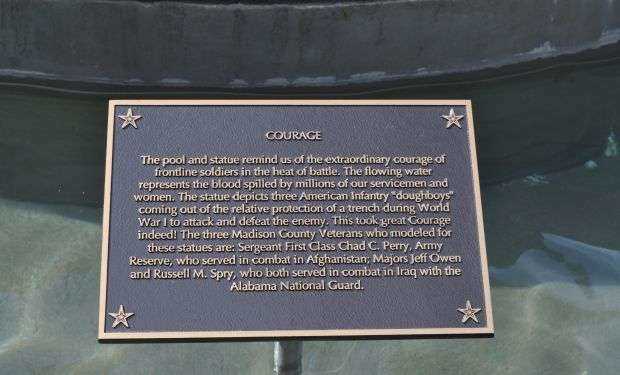 COURAGE
The pool and statue remind us of the extraordinary courage of
frontline soldiers in the heat of battle. The flowing water
represents the blood spilled by millions of our servicemen and
women. The statue depicts three American Infantry "doughboys"
coming out of the relative protection of a trench during World
War I to attack and defeat the enemy. This took great Courage
indeed! The three Madison County Veterans who modeled for
these statues are: Sergeant First Class Chad C. Perry, Army
Reserve, who served in combat in Afghanistan; Majors Jeff Owen
and Russell M. Spry, who both served in combat in Iraq with the
Alabama National Guard.